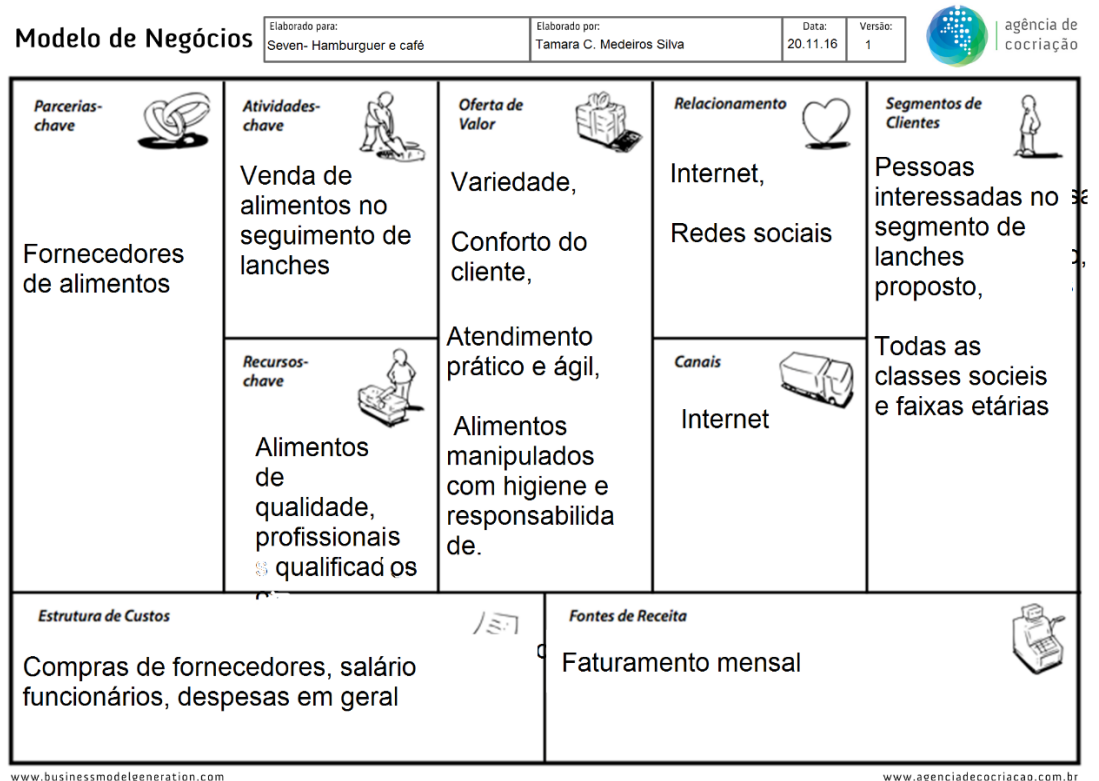 Modelo de Negócios
Elaborado para:
Seven- Hamburguer e café
Elaborado por:
Tamara C. Medeiros Silva
Data:
20.11.16
Versão:
1
agência de
cocriação
Parcerias-
chave
Fornecedores
de alimentos
Atividades-
chave
Venda de
alimentos no
seguimento de
lanches
Recursos-
chave
Alimentos
de
qualidade,
profissionais
qualificados
Oferta de
Valor
Variedade,
Conforto do
cliente,
Atendimento
prático e ágil,
Alimentos
manipulados
com higiene e
responsabilida
de.
Relacionamento
Internet,
Redes sociais
Canais
Internet
Segmentos de
Clientes
Pessoas
interessadas no
segmento de
lanches
proposto,
Todas as
classes socieis
e faixas etárias
Estrutura de Custos
Compras de fornecedores, salário
funcionários, despesas em geral
Fontes de Receita
Faturamento mensal
www.businessmodelgeneration.com
www.agenciadecocriacao.com.br